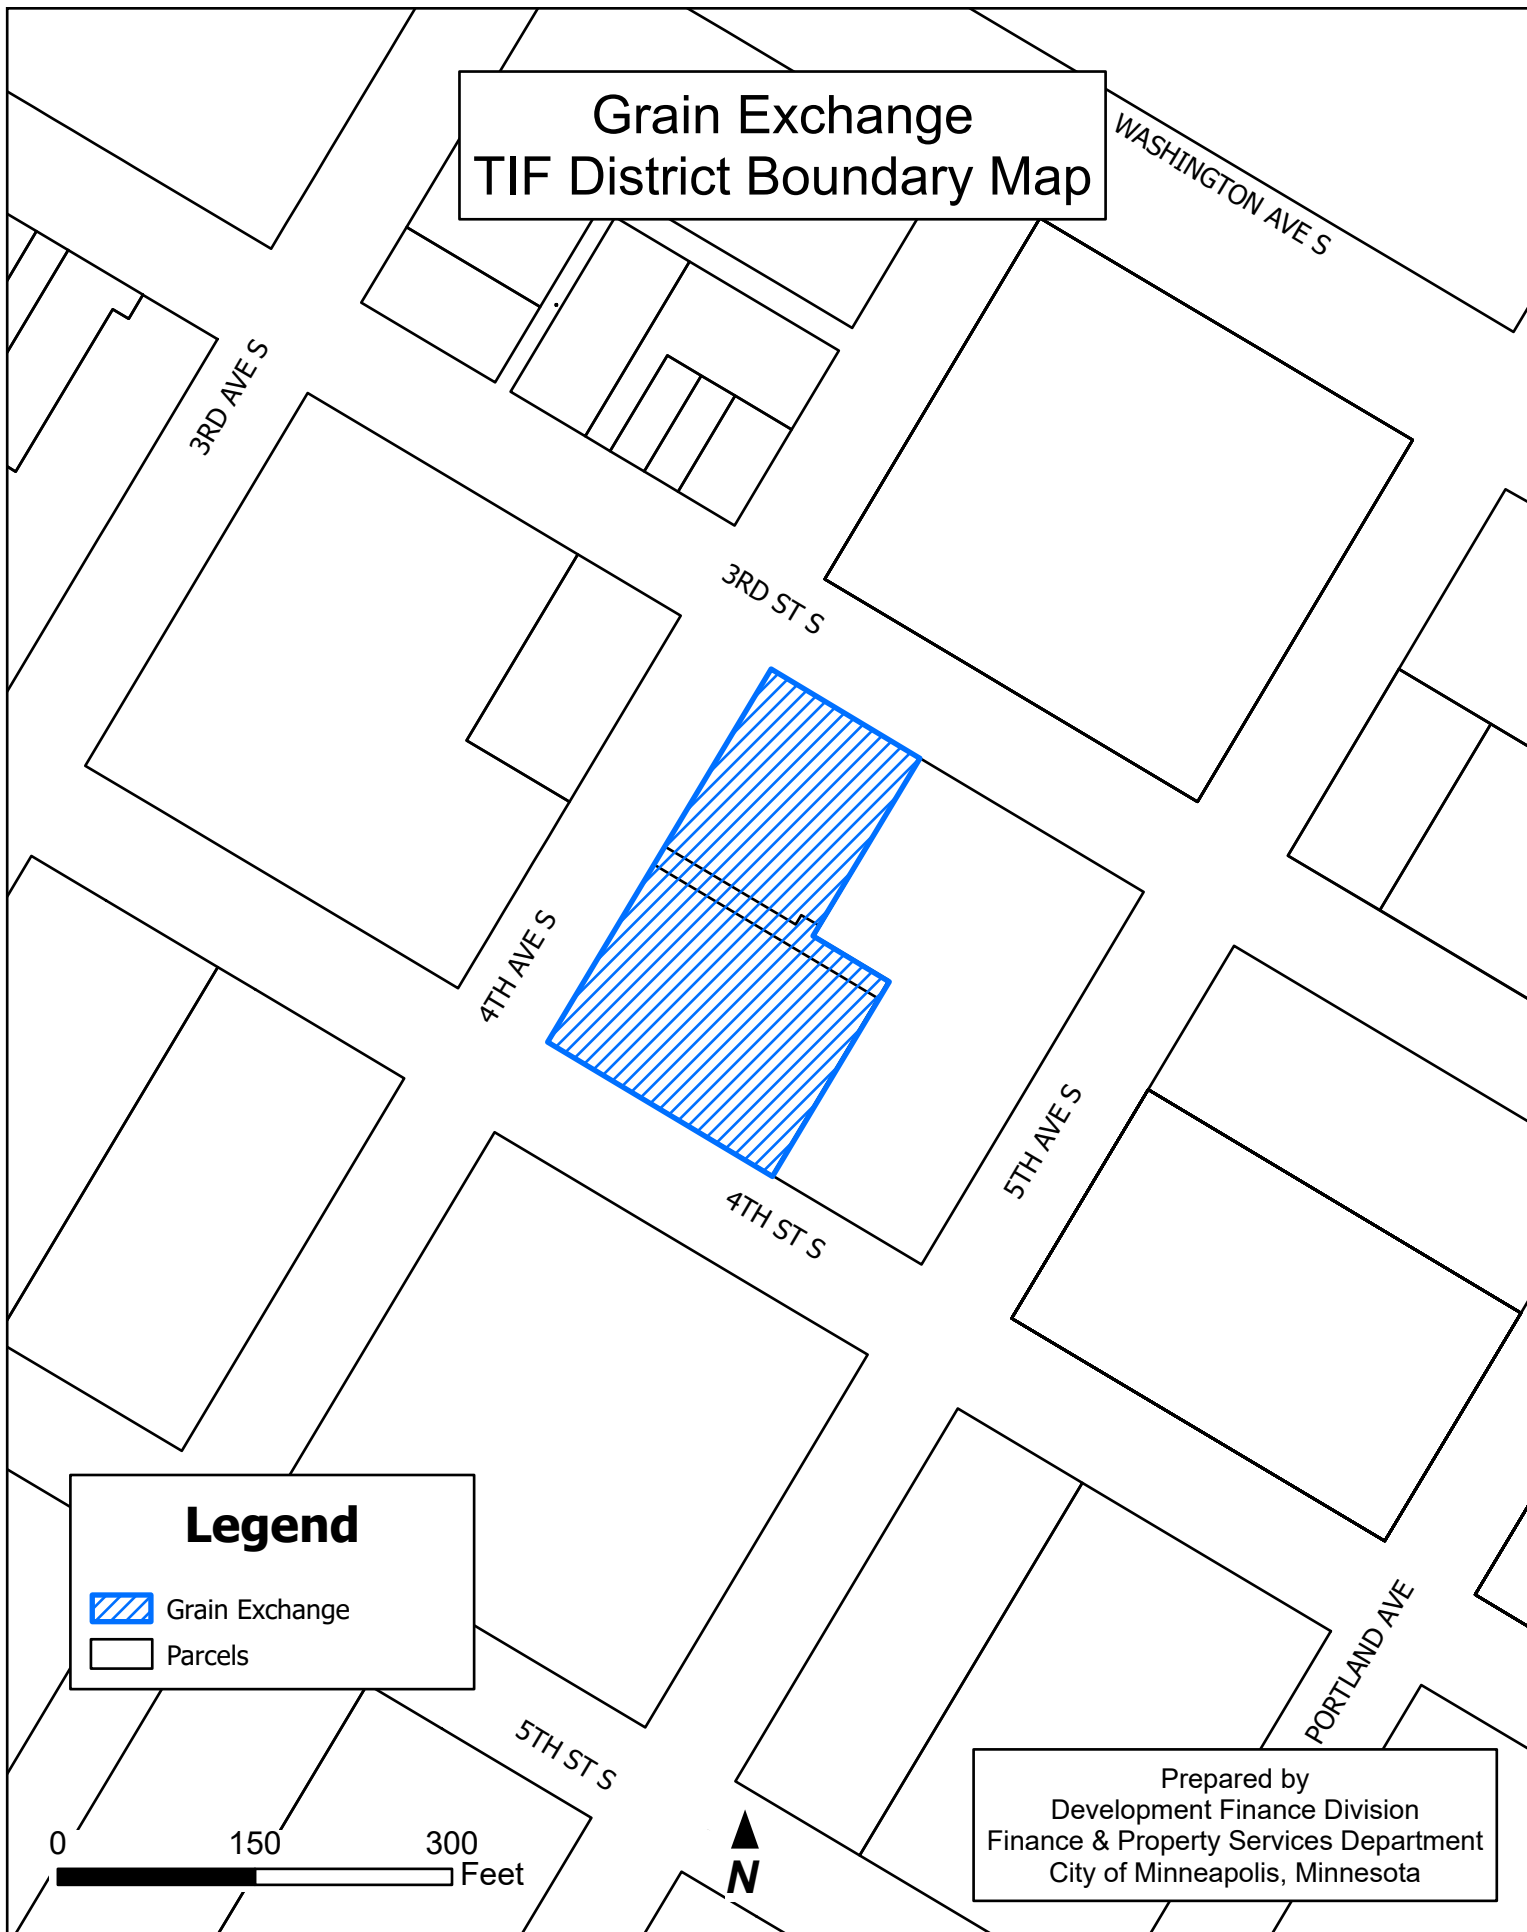 Grain Exchange
TIF District Boundary Map
WASHINGTON AVE S
3RD AVE S
3RD ST S
4TH AVE S
5TH AVE S
4TH ST S
Legend
Grain Exchange
Parcels
PORTLAND AVE
5TH ST S
0 150 300
Feet
N
Prepared by
Development Finance Division
Finance & Property Services Department
City of Minneapolis, Minnesota